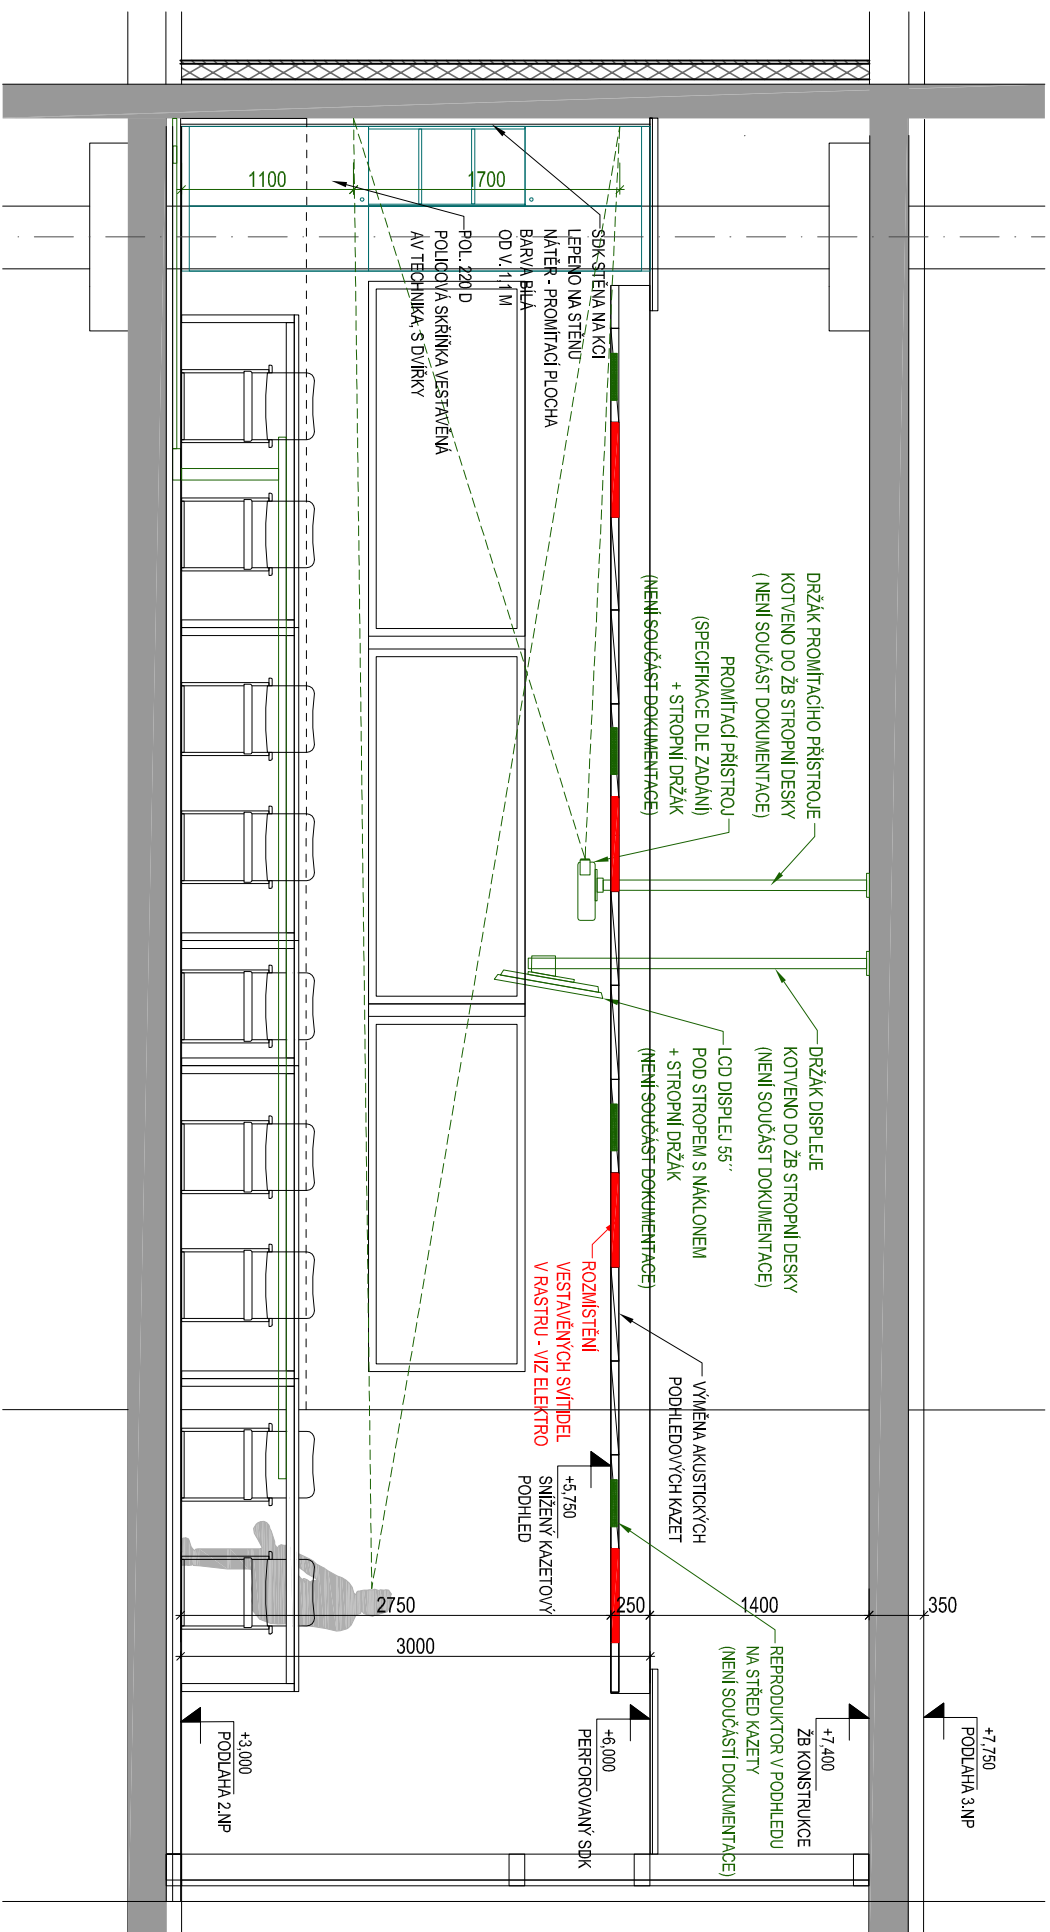 1100
1700
SDK STĚNA NA KCI
LEPENO NA STĚNU
NÁTĚR - PROMÍTACÍ PLOCHA
BARVA BÍLÁ
OD V. 1,1 M
POL. 220 D
POLICOVÁ SKŘÍŇKA VESTAVĚNÁ
AV TECHNIKA, S DVÍŘKY
DRŽÁK PROMÍTACÍHO PŘÍSTROJE
KOTVENO DO ŽB STROPNÍ DESKY
( NENÍ SOUČÁST DOKUMENTACE)
PROMÍTACÍ PŘÍSTROJ
(SPECIFIKACE DLE ZADÁNÍ)
+ STROPNÍ DRŽÁK
(NENÍ SOUČÁST DOKUMENTACE)
DRŽÁK DISPLEJE
KOTVENO DO ŽB STROPNÍ DESKY
(NENÍ SOUČÁST DOKUMENTACE)
LCD DISPLEJ 55´´
POD STROPEM S NÁKLONEM
+ STROPNÍ DRŽÁK
(NENÍ SOUČÁST DOKUMENTACE)
ROZMÍSTĚNÍ
VESTAVĚNÝCH SVÍTIDEL
V RASTRU - VIZ ELEKTRO
VÝMĚNA AKUSTICKÝCH
PODHLEDOVÝCH KAZET
+5,750
SNÍŽENÝ KAZETOVÝ
PODHLED
2750
250
1400
350
3000
REPRODUKTOR V PODHLEDU
NA STŘED KAZETY
(NENÍ SOUČÁSTÍ DOKUMENTACE)
+7,750
PODLAHA 3.NP
+7,400
ŽB KONSTRUKCE
+6,000
PERFOROVANÝ SDK
+3,000
PODLAHA 2.NP